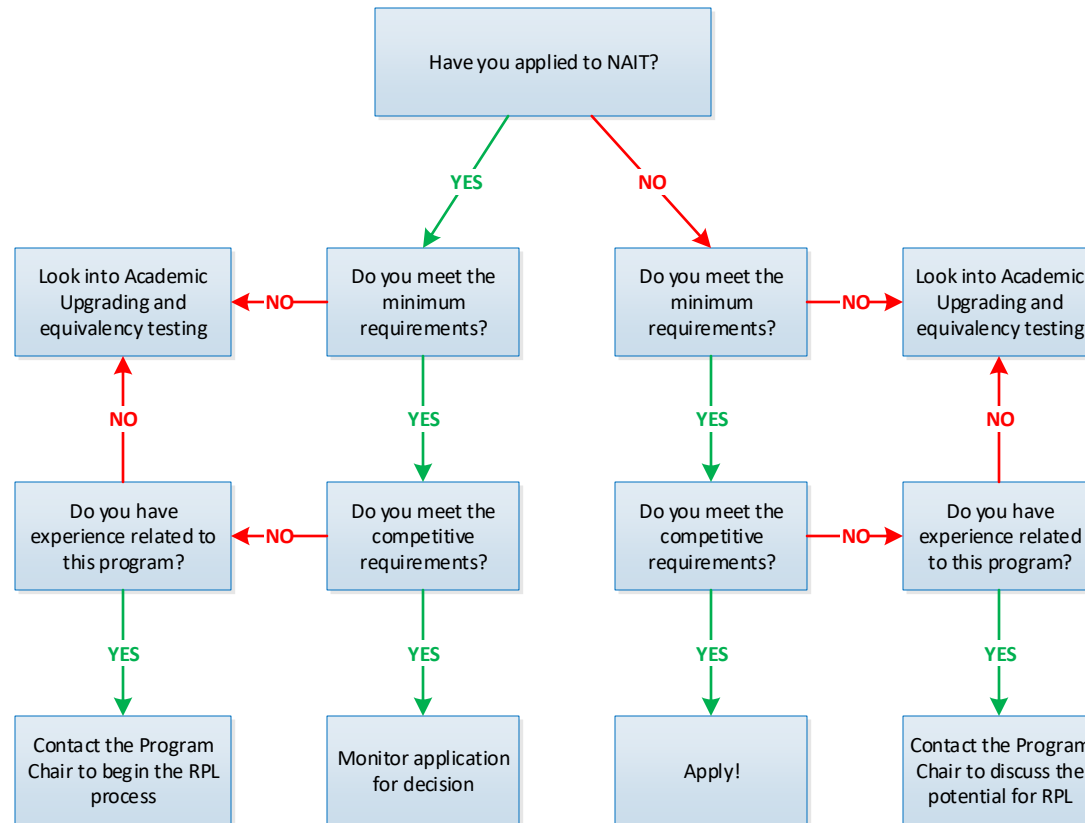 Have you applied to NAIT?
YES
NO
Look into Academic
Upgrading and
equivalency testing
NO
Do you meet the
minimum
requirements?
Do you meet the
minimum
requirements?
NO
Look into Academic
Upgrading and
equivalency testing
NO
YES
YES
NO
Do you have
experience related to
this program?
NO
Do you meet the
competitive
requirements?
Do you meet the
competitive
requirements?
NO
Do you have
experience related
to this program?
YES
YES
YES
YES
Contact the Program
Chair to begin the RPL
process
Monitor application
for decision
Apply!
Contact the Program
Chair to discuss the
potential for RPL